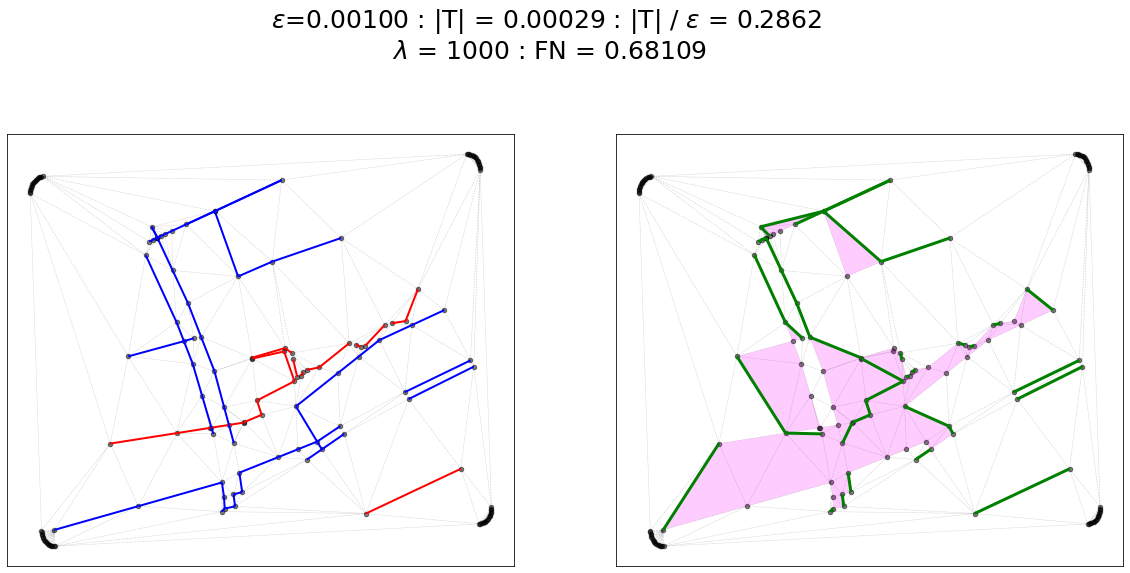 ε=0.00100 : |T| = 0.00029 : |T| / ε = 0.2862
λ = 1000 : FN = 0.68109